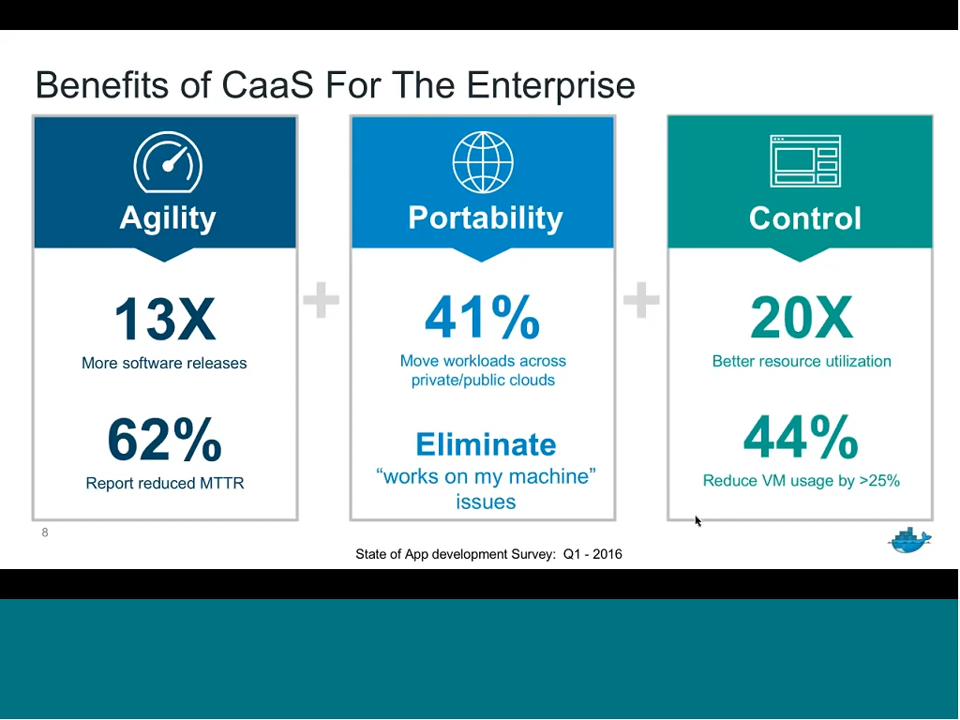 Benefits of CaaS For The Enterprise
Agility
13X
More software releases
62%
Report reduced MTTR
Portability
41%
Move workloads across
private/public clouds
Eliminate
“works on my machine”
issues
Control
20X
Better resource utilization
44%
Reduce VM usage by >25%
8
State of App development Survey: Q1 - 2016